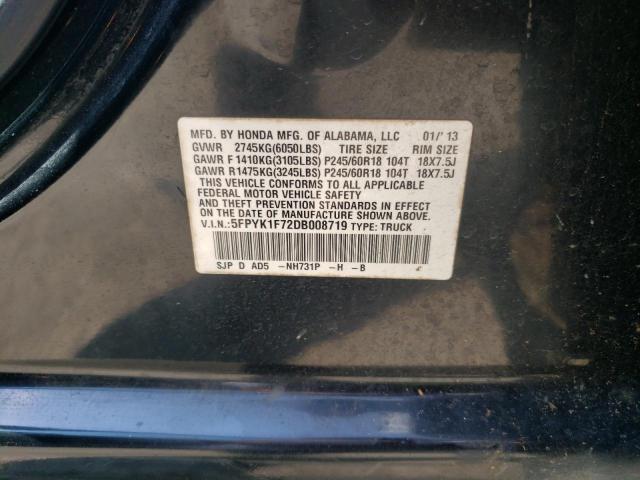 MFD. BY HONDA MFG. OF ALABAMA, LLC 01/'13
GVWR 2745KG(6050LBS) TIRE SIZE RIM SIZE
GAWR F 1410KG(3105LBS) P245/60R18 104T 18X7.5J
GAWR R1475KG(3245LBS) P245/60R18 104T 18X7.5J
THIS VEHICLE CONFORMS TO ALL APPLICABLE
FEDERAL MOTOR VEHICLE SAFETY
AND THEFT PREVENTION STANDARDS IN EFFECT
ON THE DATE OF MANUFACTURE SHOWN ABOVE.
V.I.N.: 5FPYK1F72DB008719 TYPE: TRUCK
SJP D AD5 -NH731P -H -B